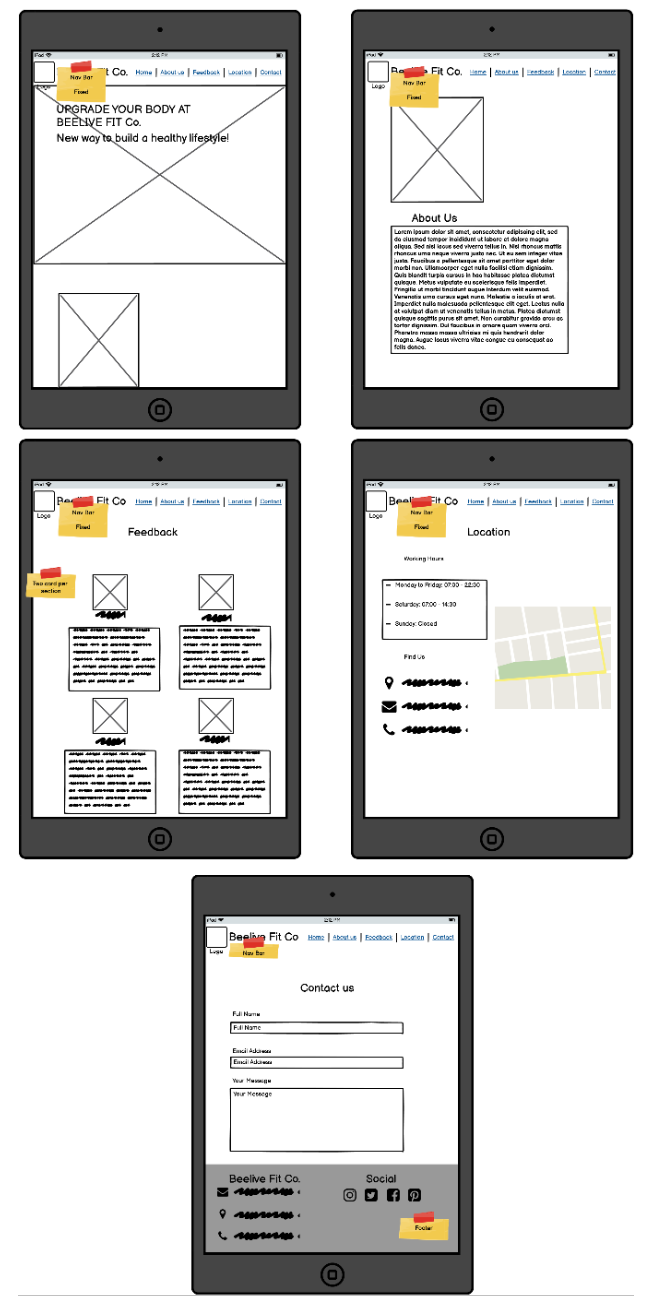 iPad
Beelive Fit Co.
Home | About us | Feedback | Location | Contact
Logo
Nav Bar
Fixed
UPGRADE YOUR BODY AT
BEELIVE FIT Co.
New way to build a healthy lifestyle!
iPad
Beelive Fit Co.
Home | About us | Feedback | Location | Contact
Logo
Nav Bar
Fixed
About Us
Lorem ipsum dolor sit amet, consectetur adipiscing elit, sed
do eiusmod tempor incididunt ut labore et dolore magna
aliqua. Sed nisi lacus sed viverra tellus in. Nisl rhoncus mattis
rhoncus urna neque viverra justo nec. Ut eu sem integer vitae
justo. Faucibus a pellentesque sit amet porttitor eget dolor
morbi non. Ullamcorper eget nulla facilisi etiam dignissim.
Quis blandit turpis cursus in hac habitasse platea dictumst
quisque. Metus vulputate eu scelerisque felis imperdiet.
Fringilla ut morbi tincidunt augue interdum velit euismod.
Venenatis urna cursus eget nunc. Molestie a iaculis at erat.
Imperdiet nulla malesuada pellentesque elit eget. Lectus nulla
at volutpat diam ut venenatis tellus in metus. Platea dictumst
quisque sagittis purus sit amet. Non curabitur gravida arcu ac
tortor dignissim. Dui faucibus in ornare quam viverra orci.
Pharetra massa massa ultricies mi quis hendrerit dolor
magna. Augue lacus viverra vitae congue eu consequat ac
felis donec.
iPad
Beelive Fit Co
Home | About us | Feedback | Location | Contact
Logo
Nav Bar
Fixed
Feedback
Two card per
section
iPad
Beelive Fit Co
Home | About us | Feedback | Location | Contact
Logo
Nav Bar
Fixed
Location
Working Hours
Monday to Friday: 07:00 - 22:00
Saturday: 07:00 - 14:30
Sunday: Closed
Find Us
iPad
Beelive Fit Co
Home | About us | Feedback | Location | Contact
Logo
Nav Bar
Contact us
Full Name
Full Name
Email Address
Email Address
Your Message
Your Message
Beelive Fit Co.
Social
Footer